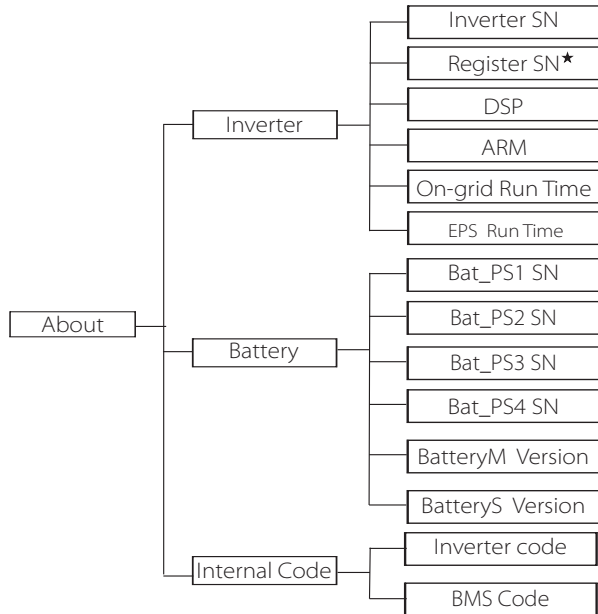 Inverter SN
Register SN★
DSP
Inverter
ARM
On-grid Run Time
EPS Run Time
Bat_PS1 SN
Bat_PS2 SN
About
Battery
Bat_PS3 SN
Bat_PS4 SN
BatteryM Version
BatteryS Version
Internal Code
Inverter code
BMS Code